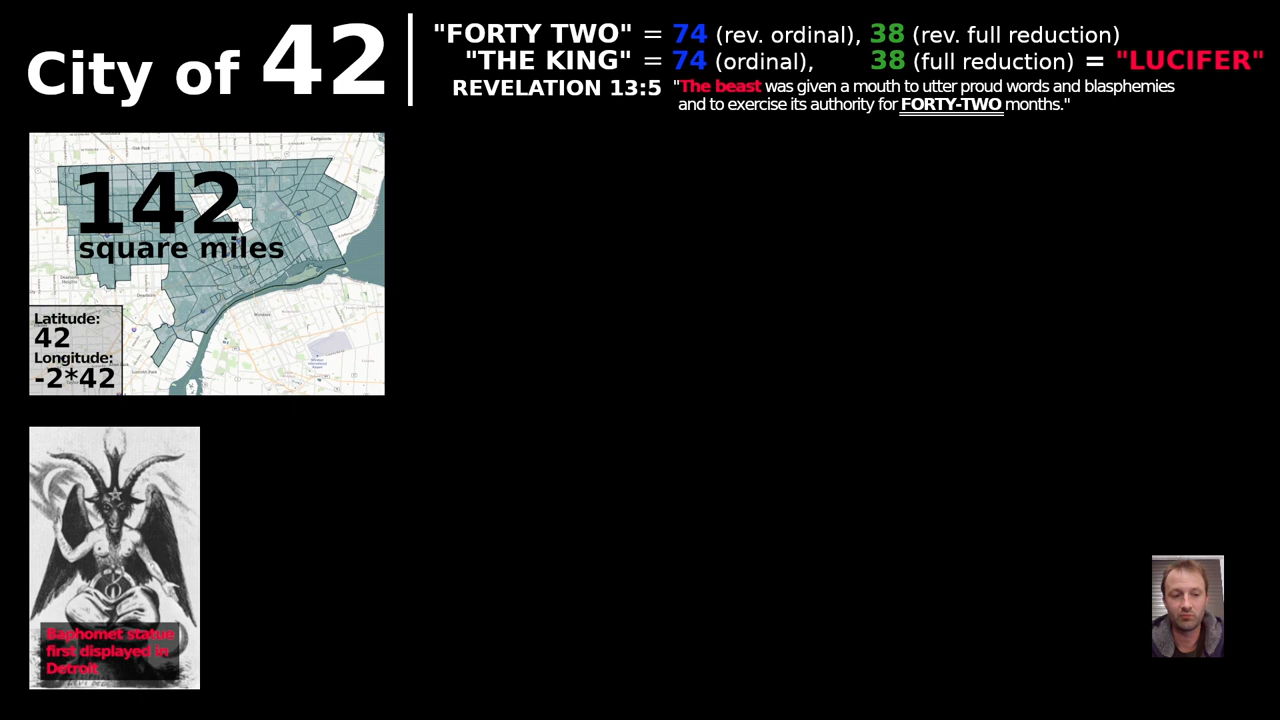 City of 42
"FORTY TWO" = 74 (rev. ordinal), 38 (rev. full reduction)
"THE KING" = 74 (ordinal), 38 (full reduction) = "LUCIFER"
REVELATION 13:5 "The beast was given a mouth to utter proud words and blasphemies
and to exercise its authority for FORTY-TWO months."
142
square miles
Latitude:
42
Longitude:
-2*42
Baphomet statue
first displayed in
Detroit